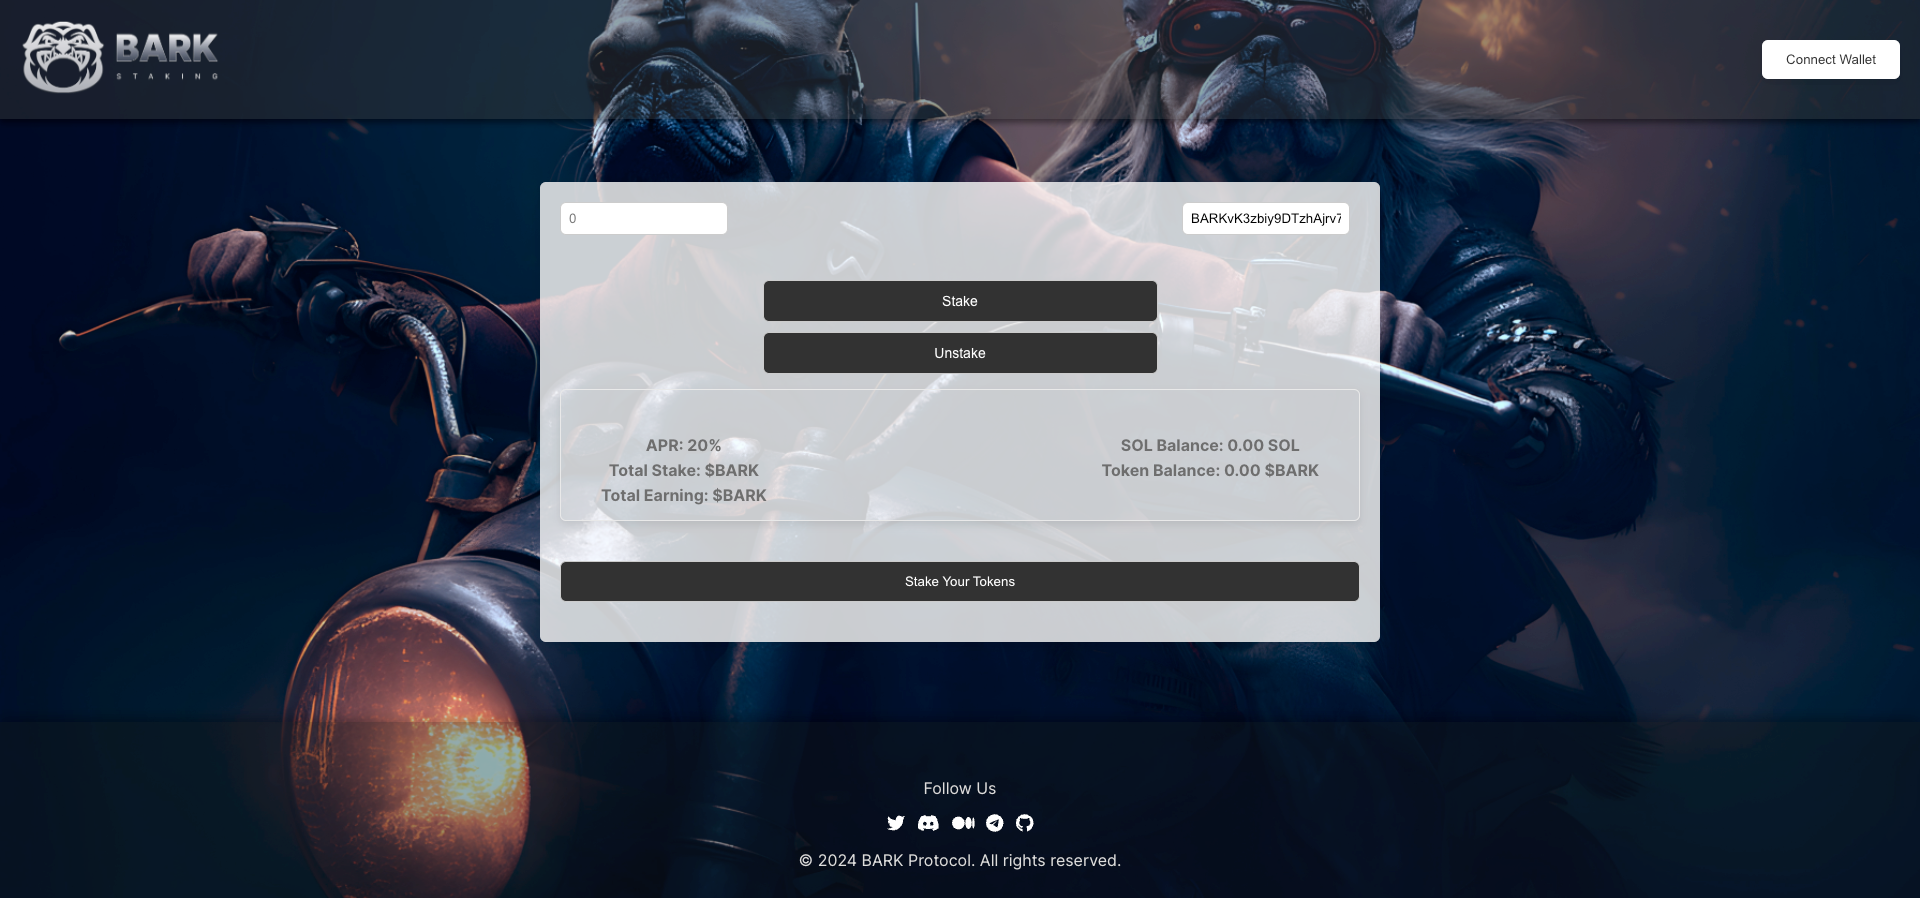 BARK
STAKING
Connect Wallet
0
BARKvK3zbiy9DTzhAjrv7
Stake
Unstake
APR: 20%
Total Stake: $BARK
Total Earning: $BARK
SOL Balance: 0.00 SOL
Token Balance: 0.00 $BARK
Stake Your Tokens
Follow Us
© 2024 BARK Protocol. All rights reserved.